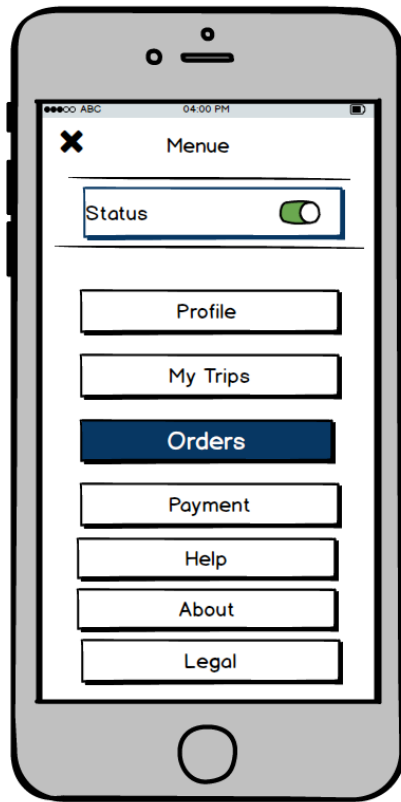 ABC 04:00 PM
Menue
Status
Profile
My Trips
Orders
Payment
Help
About
Legal